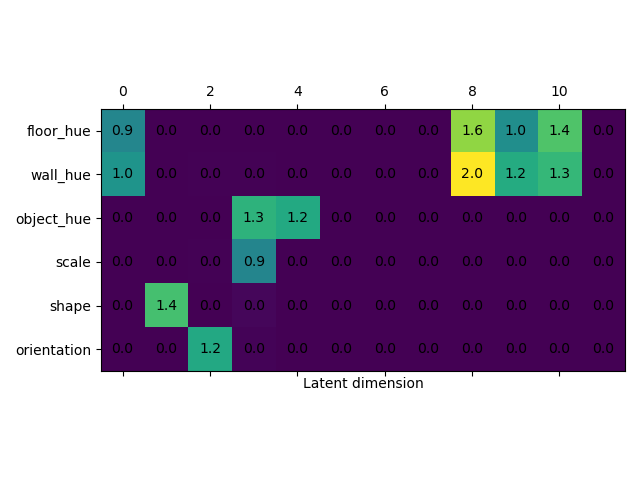 0 2 4 6 8 10
floor_hue 0.9 0.0 0.0 0.0 0.0 0.0 0.0 0.0 1.6 1.0 1.4 0.0
wall_hue 1.0 0.0 0.0 0.0 0.0 0.0 0.0 0.0 2.0 1.2 1.3 0.0
object_hue 0.0 0.0 0.0 1.3 1.2 0.0 0.0 0.0 0.0 0.0 0.0 0.0
scale 0.0 0.0 0.0 0.9 0.0 0.0 0.0 0.0 0.0 0.0 0.0 0.0
shape 0.0 1.4 0.0 0.0 0.0 0.0 0.0 0.0 0.0 0.0 0.0 0.0
orientation 0.0 0.0 1.2 0.0 0.0 0.0 0.0 0.0 0.0 0.0 0.0 0.0
Latent dimension